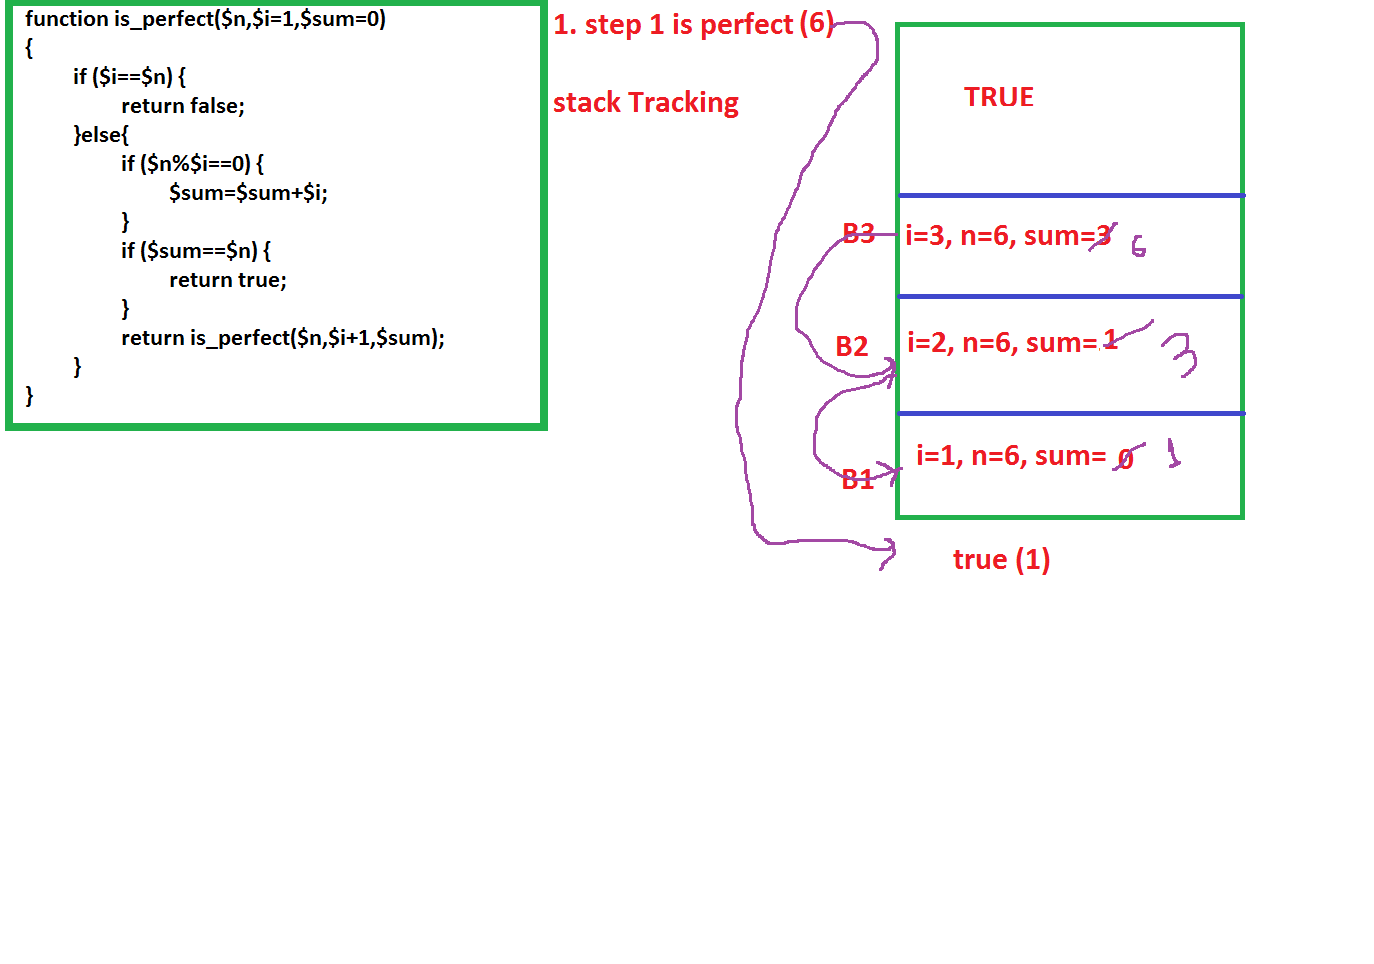 function is_perfect($n,$i=1,$sum=0)
{
if ($i==$n) {
return false;
}else{
if ($n%$i==0) {
$sum=$sum+$i;
}
if ($sum==$n) {
return true;
}
return is_perfect($n,$i+1,$sum);
}
}
1. step 1 is perfect (6)
stack Tracking
TRUE
B3 i=3, n=6, sum=3 6
B2 i=2, n=6, sum= 1 3
B1 i=1, n=6, sum= 0 1
true (1)